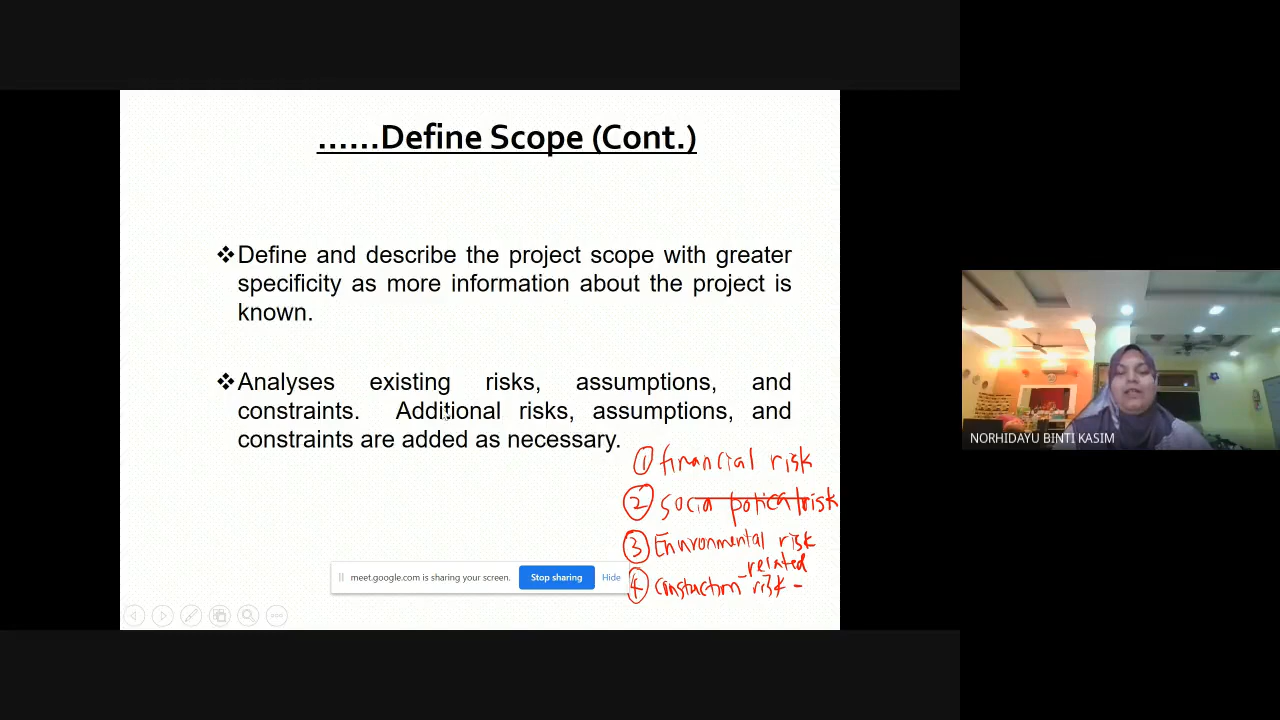 ......Define Scope (Cont.)
❖Define and describe the project scope with greater
specificity as more information about the project is
known.
❖Analyses existing risks, assumptions, and
constraints. Additional risks, assumptions, and
constraints are added as necessary.
① financial risk
② socio potical risk
③ Environmental risk
④ constuction -related
risk -
meet.google.com is sharing your screen. Stop sharing Hide
NORHIDAYU BINTI KASIM